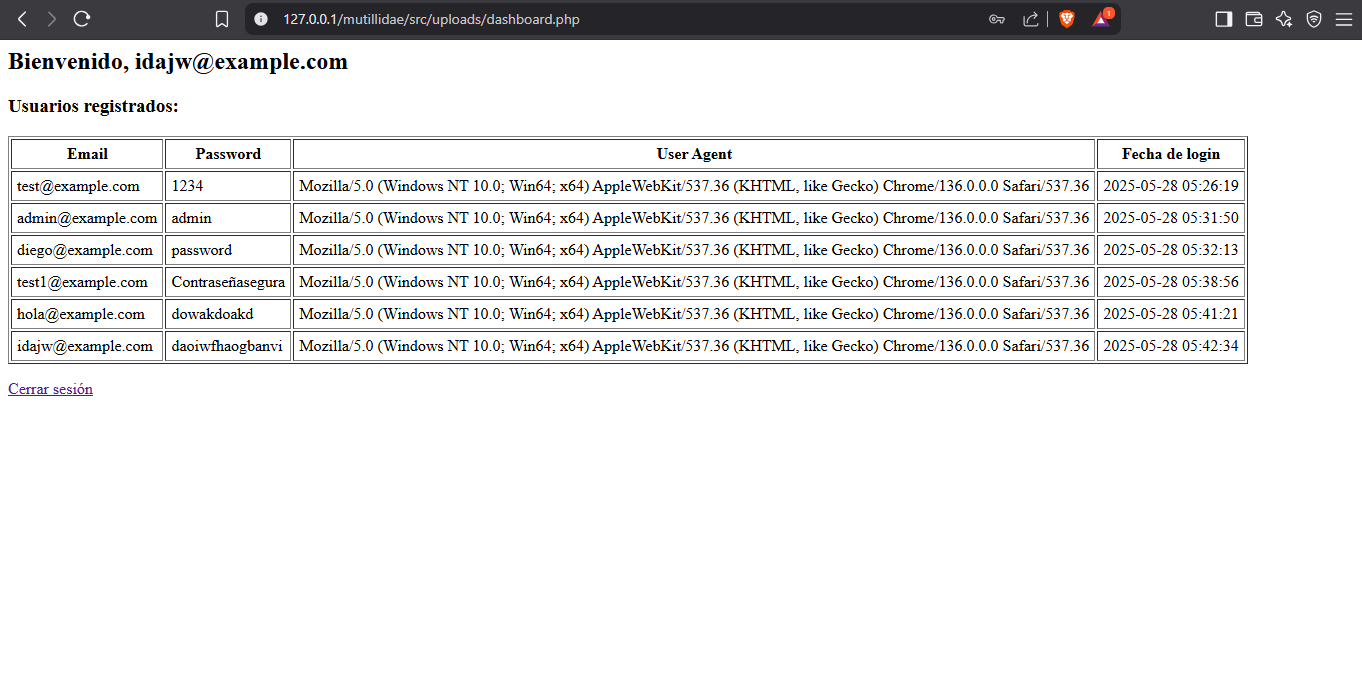 127.0.0.1/mutillidae/src/uploads/dashboard.php
1
Bienvenido, idajw@example.com
Usuarios registrados:
Email Password User Agent Fecha de login
test@example.com 1234 Mozilla/5.0 (Windows NT 10.0; Win64; x64) AppleWebKit/537.36 (KHTML, like Gecko) Chrome/136.0.0.0 Safari/537.36 2025-05-28 05:26:19
admin@example.com admin Mozilla/5.0 (Windows NT 10.0; Win64; x64) AppleWebKit/537.36 (KHTML, like Gecko) Chrome/136.0.0.0 Safari/537.36 2025-05-28 05:31:50
diego@example.com password Mozilla/5.0 (Windows NT 10.0; Win64; x64) AppleWebKit/537.36 (KHTML, like Gecko) Chrome/136.0.0.0 Safari/537.36 2025-05-28 05:32:13
test1@example.com Contraseñasegura Mozilla/5.0 (Windows NT 10.0; Win64; x64) AppleWebKit/537.36 (KHTML, like Gecko) Chrome/136.0.0.0 Safari/537.36 2025-05-28 05:38:56
hola@example.com dowakdoakd Mozilla/5.0 (Windows NT 10.0; Win64; x64) AppleWebKit/537.36 (KHTML, like Gecko) Chrome/136.0.0.0 Safari/537.36 2025-05-28 05:41:21
idajw@example.com daoiwfhaogbanvi Mozilla/5.0 (Windows NT 10.0; Win64; x64) AppleWebKit/537.36 (KHTML, like Gecko) Chrome/136.0.0.0 Safari/537.36 2025-05-28 05:42:34
Cerrar sesión